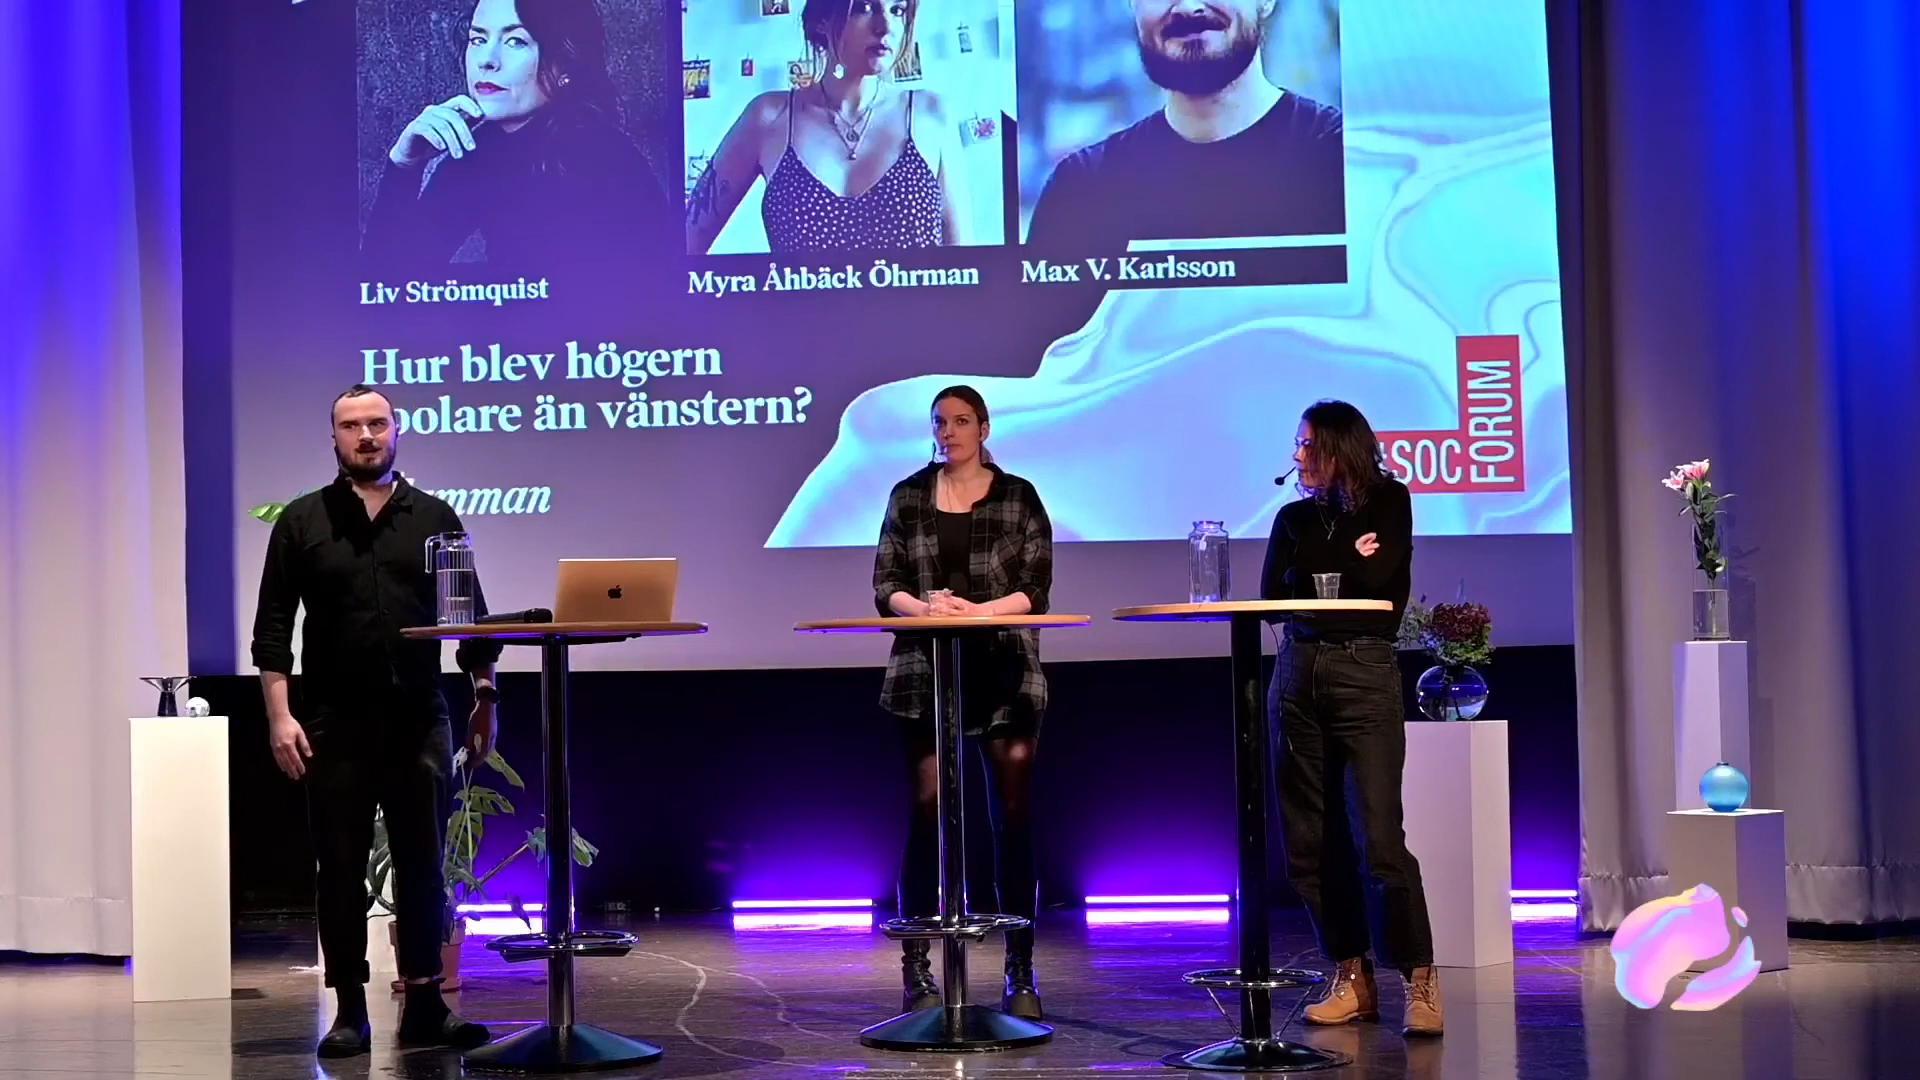 Liv Strömquist
Myra Åhbäck Öhrman
Max V. Karlsson
Hur blev högern
polare än vänstern?
FORUM
SOC